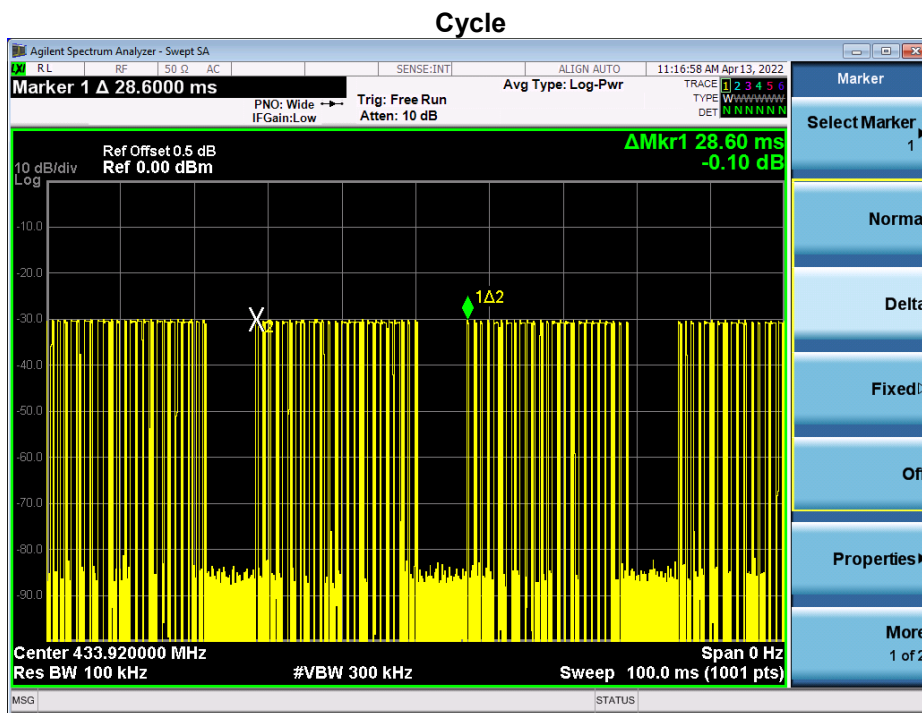 Cycle
Agilent Spectrum Analyzer - Swept SA
LXI RL RF 50 Ω AC SENSE:INT ALIGN AUTO 11:16:58 AM Apr 13, 2022
Marker 1 Δ 28.6000 ms
PNO: Wide
IFGain:Low
Trig: Free Run
Atten: 10 dB
Avg Type: Log-Pwr
TRACE 1 2 3 4 5 6
TYPE WWWWWW
DET N N N N N N
Marker
Select Marker
1
Norma
Delta
Fixed
Off
Properties
More
1 of 2
ΔMkr1 28.60 ms
-0.10 dB
Ref Offset 0.5 dB
10 dB/div Ref 0.00 dBm
Log
-10.0
-20.0
-30.0
-40.0
-50.0
-60.0
-70.0
-80.0
-90.0
X2
1Δ2
Center 433.920000 MHz Span 0 Hz
Res BW 100 kHz #VBW 300 kHz Sweep 100.0 ms (1001 pts)
MSG STATUS